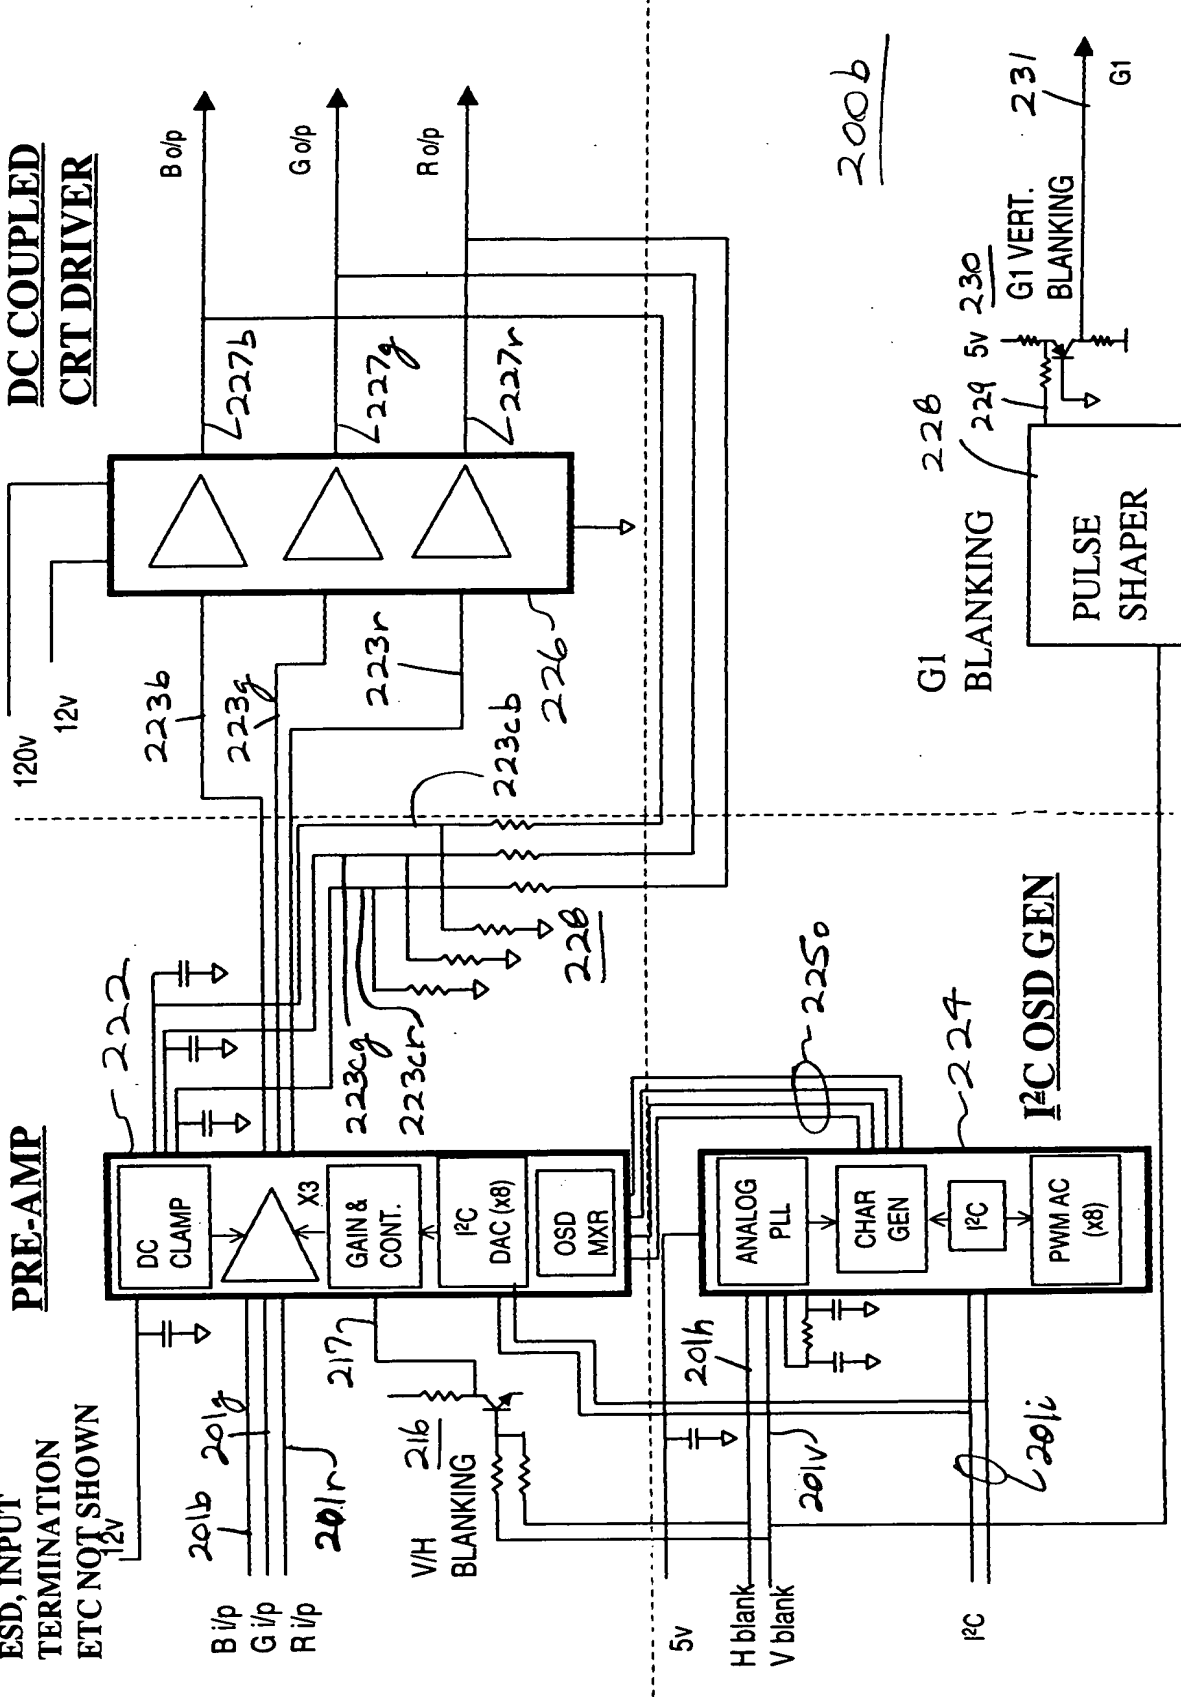 ESD, INPUT
TERMINATION
ETC NOT SHOWN
PRE-AMP
DC COUPLED
CRT DRIVER
12v
B i/p
G i/p
R i/p
201b
201g
201r
217
216
V/H
BLANKING
222
DC
CLAMP
X3
GAIN &
CONT.
I²C
DAC (x8)
OSD
MXR
223cg
223cr
223cb
228
120v
12v
223b
223g
223r
226
227b
227g
227r
B o/p
G o/p
R o/p
5v
H blank
V blank
I²C
201h
201v
201i
ANALOG
PLL
CHAR
GEN
I²C
PWM AC
(x8)
225o
224
I²C OSD GEN
G1
BLANKING
PULSE
SHAPER
228
229
5v
230
G1 VERT.
BLANKING
231
G1
200b